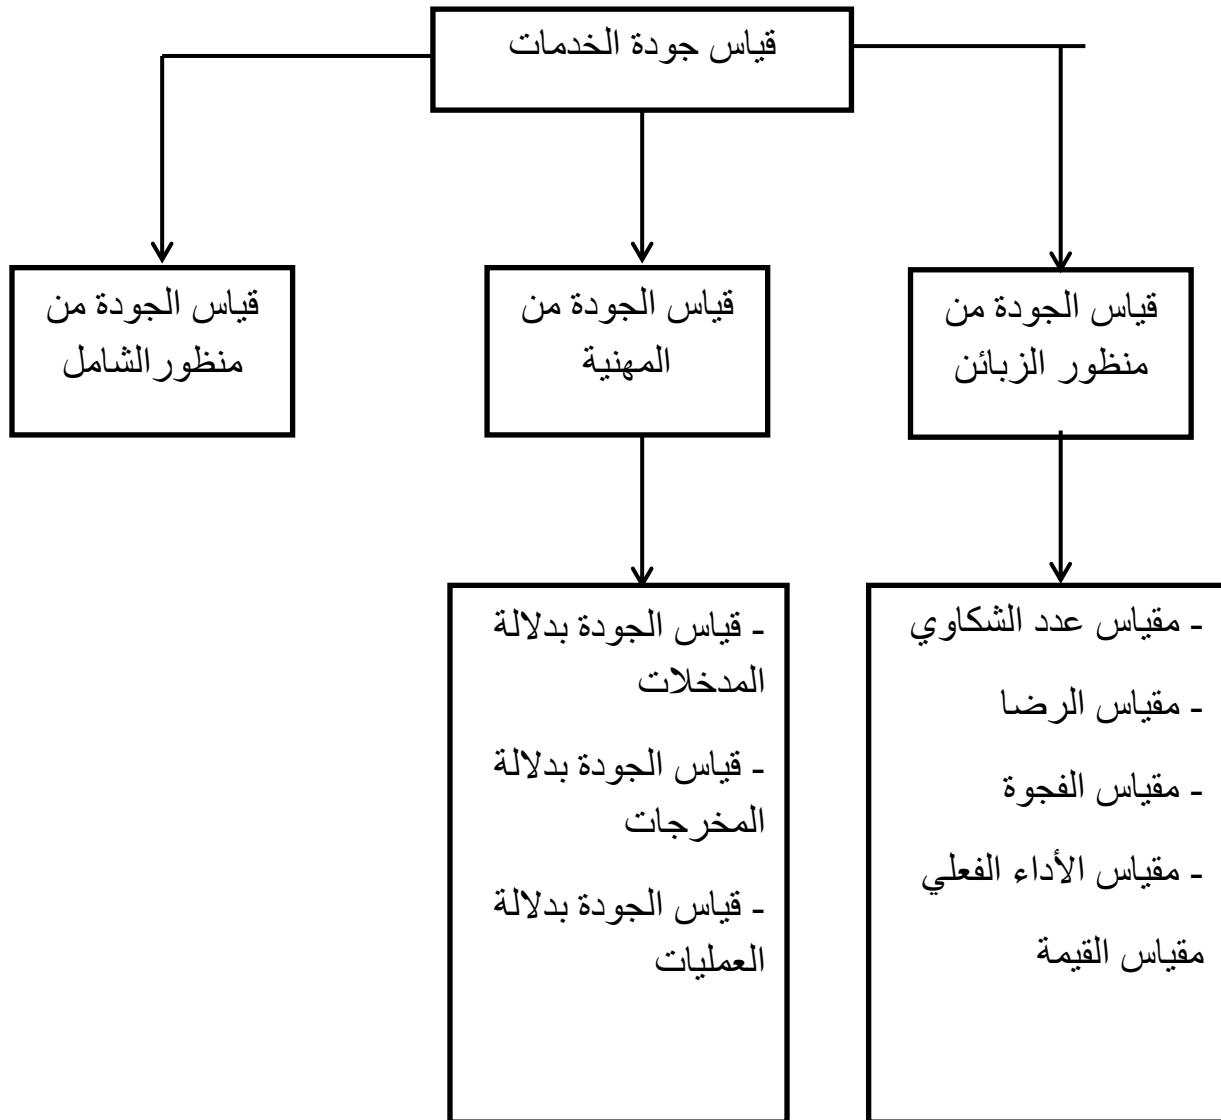 قياس جودة الخدمات
قياس الجودة من
منظور الزبائن
قياس الجودة من
المهنية
قياس الجودة من
منظور الشامل
- مقياس عدد الشكاوي
- مقياس الرضا
- مقياس الفجوة
- مقياس الأداء الفعلي
مقياس القيمة
- قياس الجودة بدلالة
المدخلات
- قياس الجودة بدلالة
المخرجات
- قياس الجودة بدلالة
العمليات